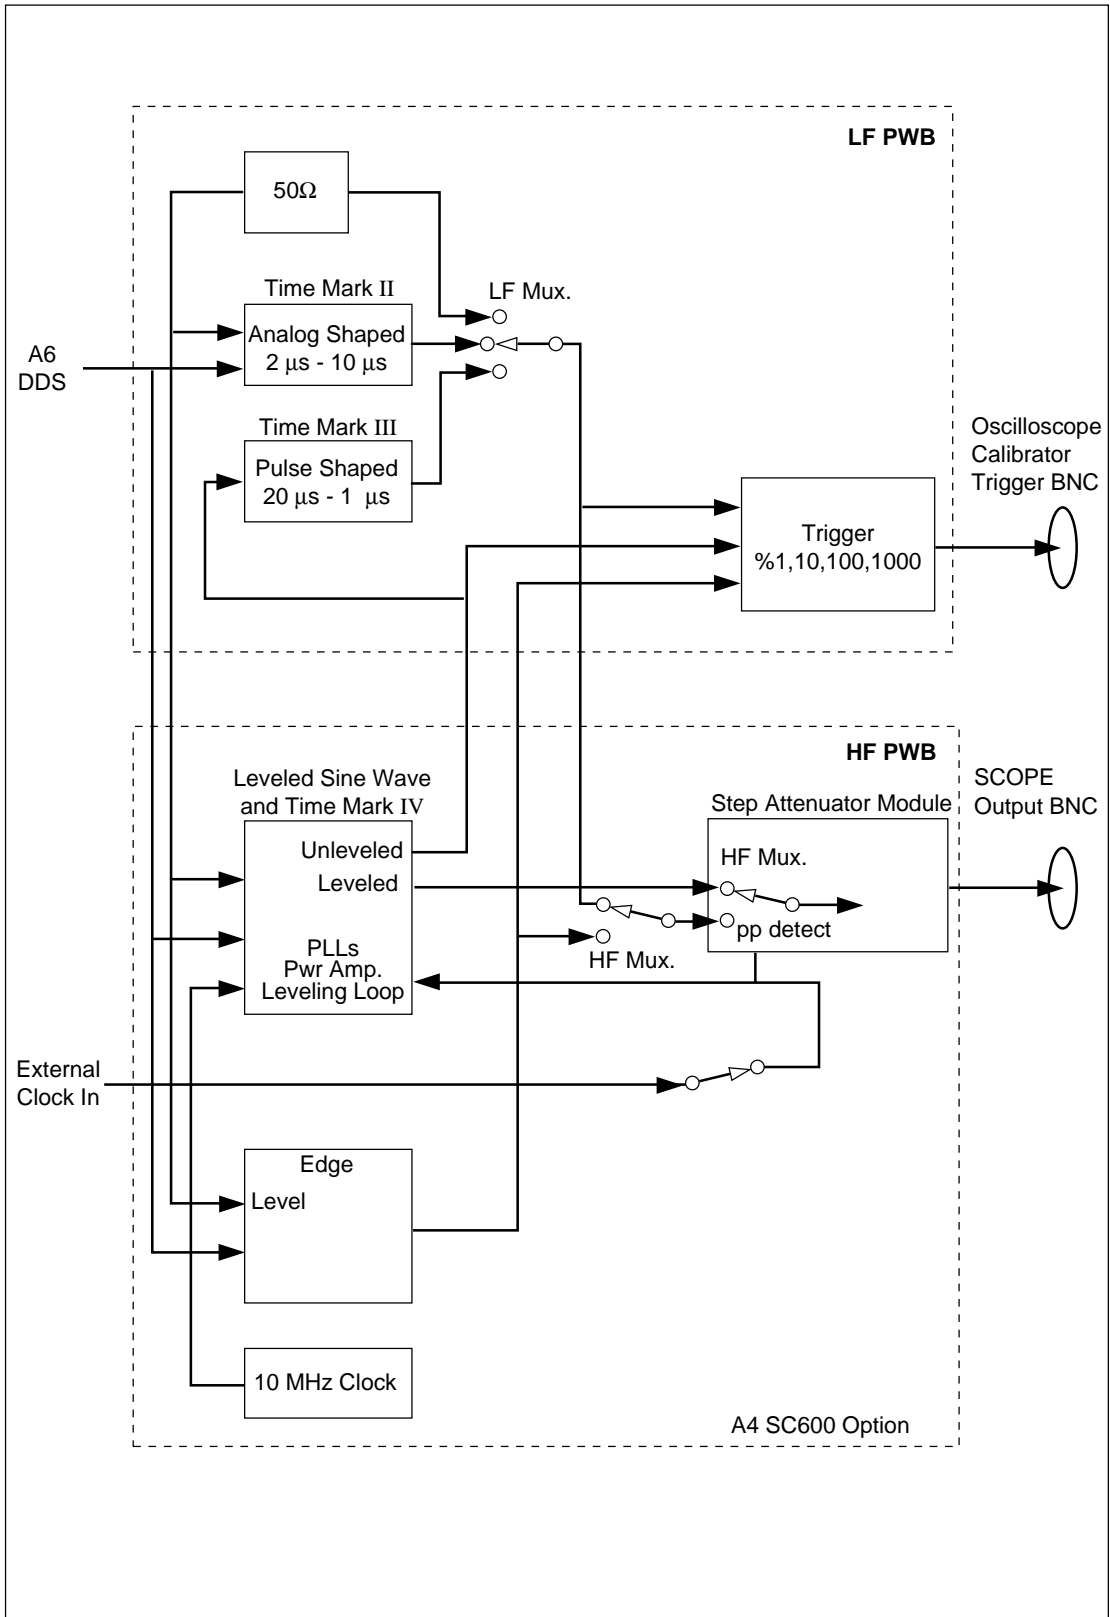 LF PWB
50Ω
Time Mark II
Analog Shaped
2 µs - 10 µs
LF Mux.
A6
DDS
Time Mark III
Pulse Shaped
20 µs - 1  µs
Oscilloscope
Calibrator
Trigger BNC
Trigger
%1,10,100,1000
HF PWB
Leveled Sine Wave
and Time Mark IV
Unleveled
Leveled
PLLs
Pwr Amp.
Leveling Loop
Step Attenuator Module
HF Mux.
pp detect
HF Mux.
SCOPE
Output BNC
External
Clock In
Edge
Level
10 MHz Clock
A4 SC600 Option